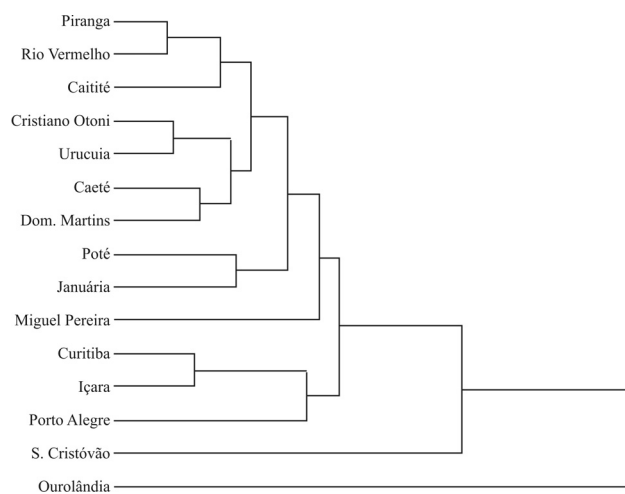 Piranga
Rio Vermelho
Caitité
Cristiano Otoni
Urucuia
Caeté
Dom. Martins
Poté
Januária
Miguel Pereira
Curitiba
Içara
Porto Alegre
S. Cristóvão
Ourolândia